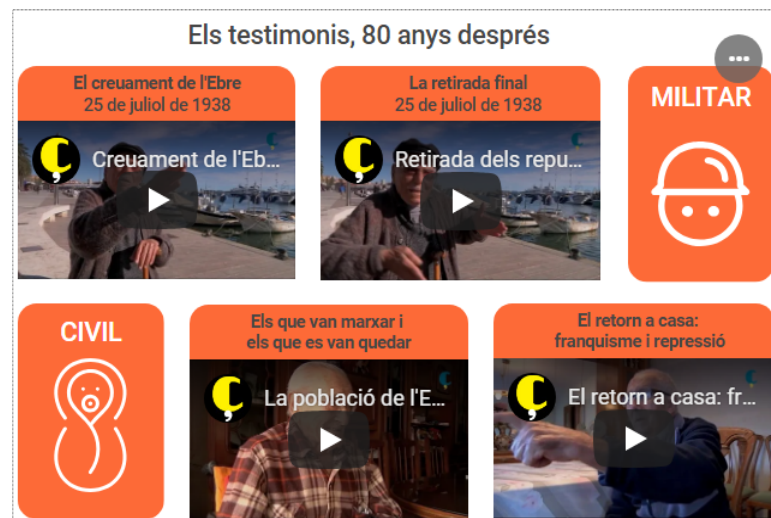 Els testimonis, 80 anys després
El creuament de l'Ebre
25 de juliol de 1938
Creuament de l'Eb...
La retirada final
25 de juliol de 1938
Retirada dels repu...
MILITAR
CIVIL
Els que van marxar i
els que es van quedar
La població de l'E...
El retorn a casa:
franquisme i repressió
El retorn a casa: fr...